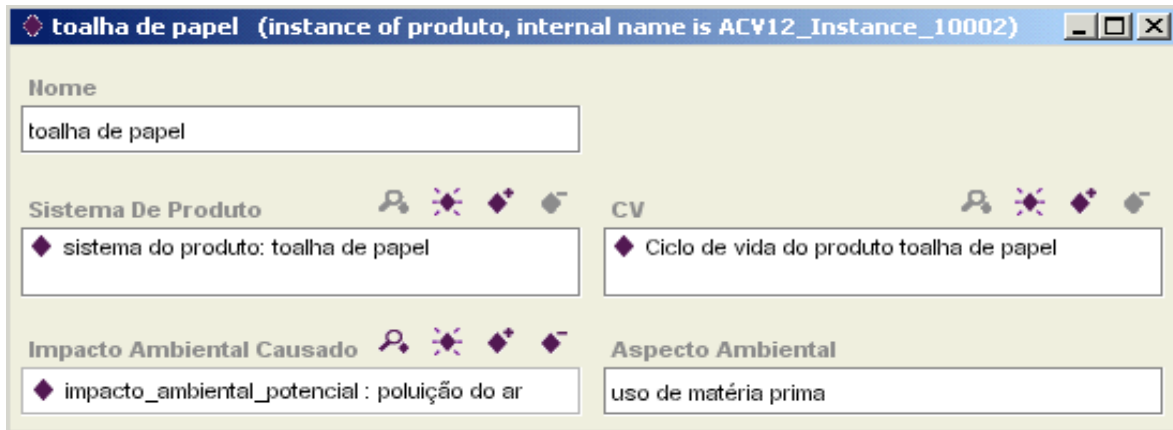 toalha de papel (instance of produto, internal name is ACV12_Instance_10002)
Nome
toalha de papel
Sistema De Produto
CV
sistema do produto: toalha de papel
Ciclo de vida do produto toalha de papel
Impacto Ambiental Causado
Aspecto Ambiental
impacto_ambiental_potencial : poluição do ar
uso de matéria prima